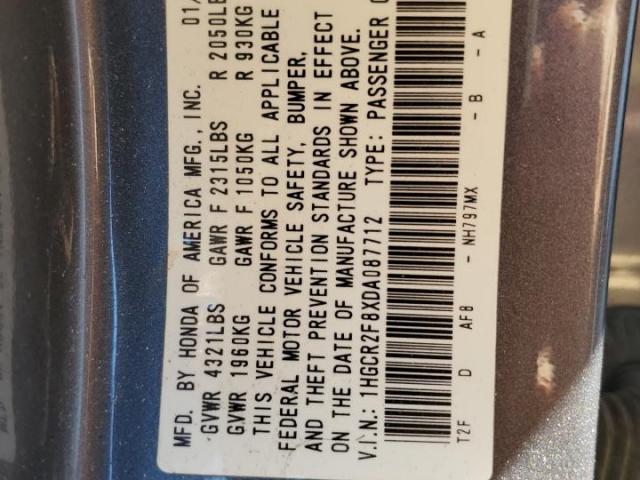 MFD. BY HONDA OF AMERICA MFG., INC. 01/
GVWR 4321LBS GAWR F 2315LBS R 2050LB
GVWR 1960KG GAWR F 1050KG R 930KG
THIS VEHICLE CONFORMS TO ALL APPLICABLE
FEDERAL MOTOR VEHICLE SAFETY, BUMPER,
AND THEFT PREVENTION STANDARDS IN EFFECT
ON THE DATE OF MANUFACTURE SHOWN ABOVE.
V.I.N.: 1HGCR2F8XDA087712 TYPE: PASSENGER
T2F D AF8 - NH797MX - B - A